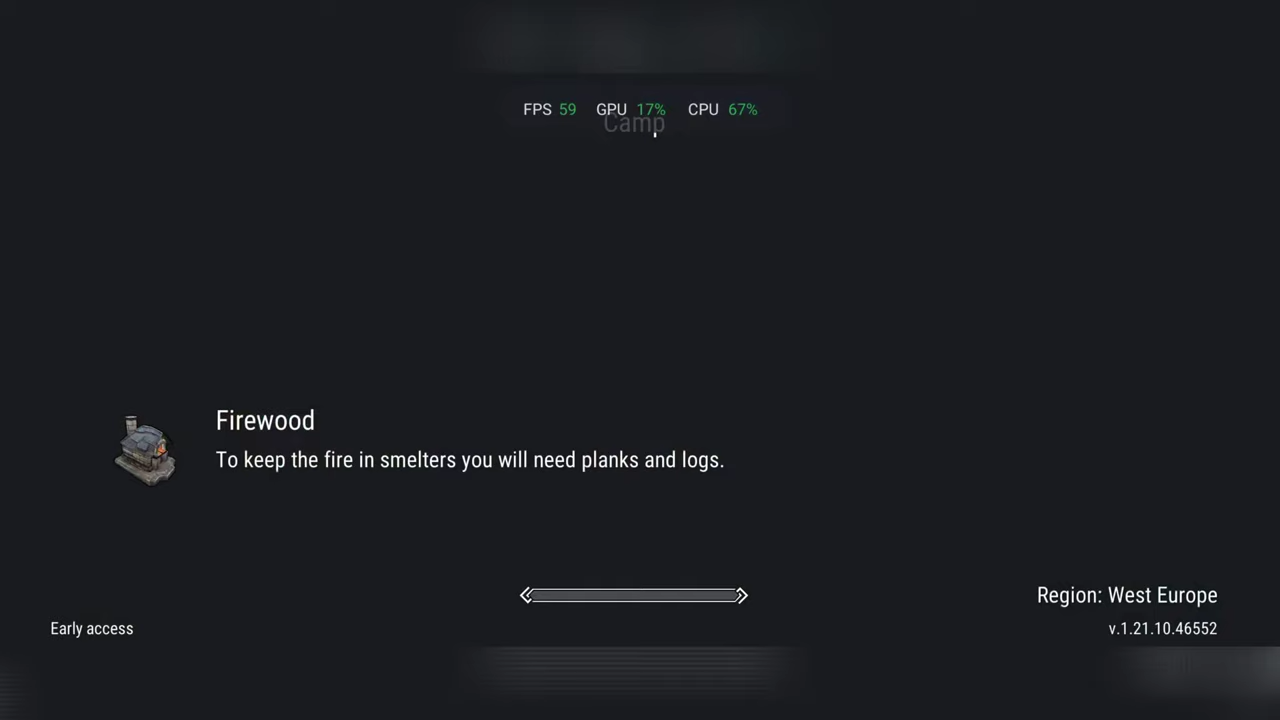 FPS 59 GPU 17% CPU 67%
Camp
Firewood
To keep the fire in smelters you will need planks and logs.
Region: West Europe
Early access
v.1.21.10.46552